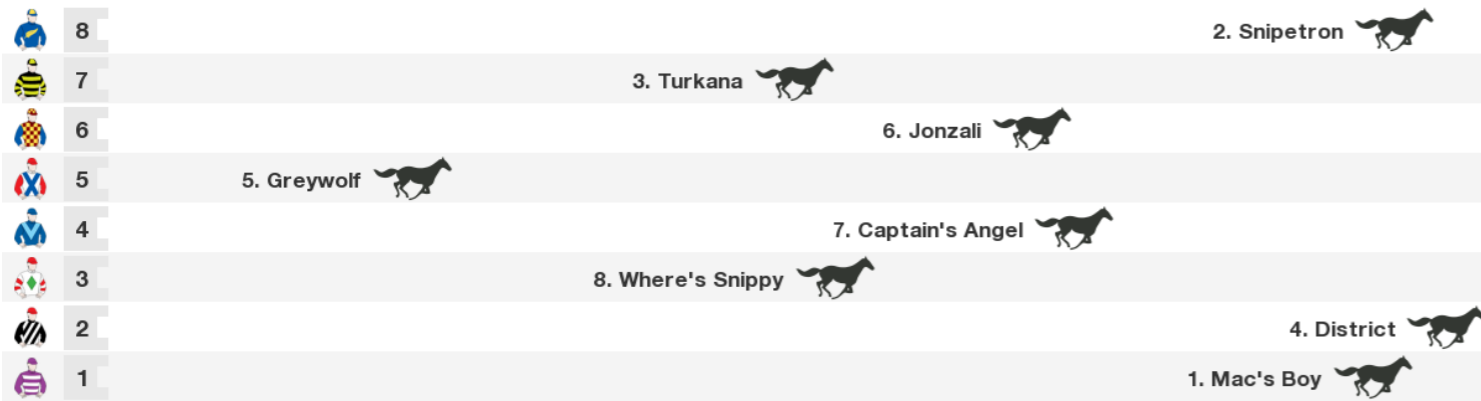 8 2. Snipetron
7 3. Turkana
6 6. Jonzali
5 5. Greywolf
4 7. Captain's Angel
3 8. Where's Snippy
2 4. District
1 1. Mac's Boy